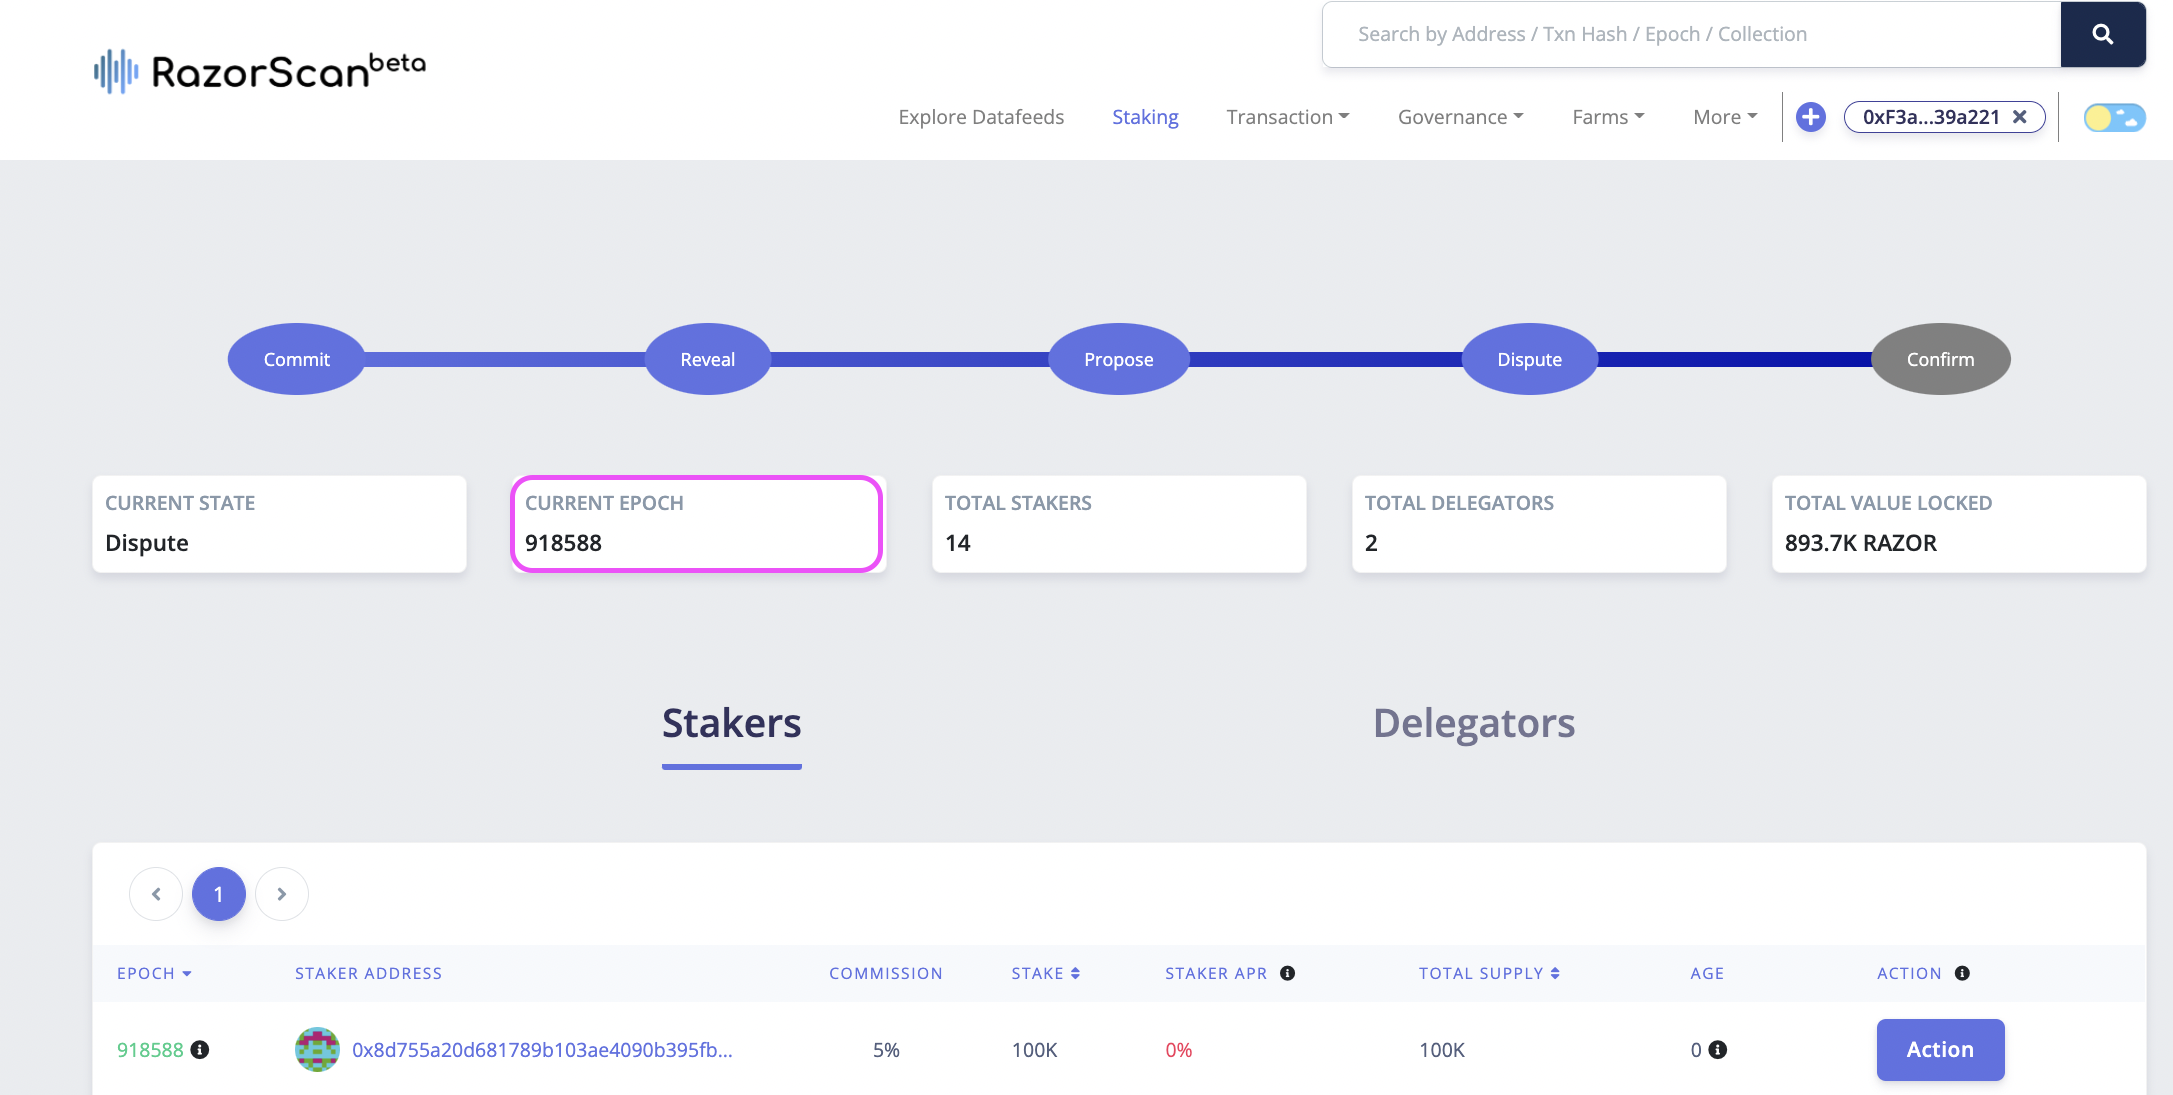 Search by Address / Txn Hash / Epoch / Collection
RazorScan beta
Explore Datafeeds Staking Transaction Governance Farms More 0xF3a...39a221
Commit Reveal Propose Dispute Confirm
CURRENT STATE CURRENT EPOCH TOTAL STAKERS TOTAL DELEGATORS TOTAL VALUE LOCKED
Dispute 918588 14 2 893.7K RAZOR
Stakers Delegators
1
EPOCH STAKER ADDRESS COMMISSION STAKE STAKER APR TOTAL SUPPLY AGE ACTION
918588 0x8d755a20d681789b103ae4090b395fb... 5% 100K 0% 100K 0 Action